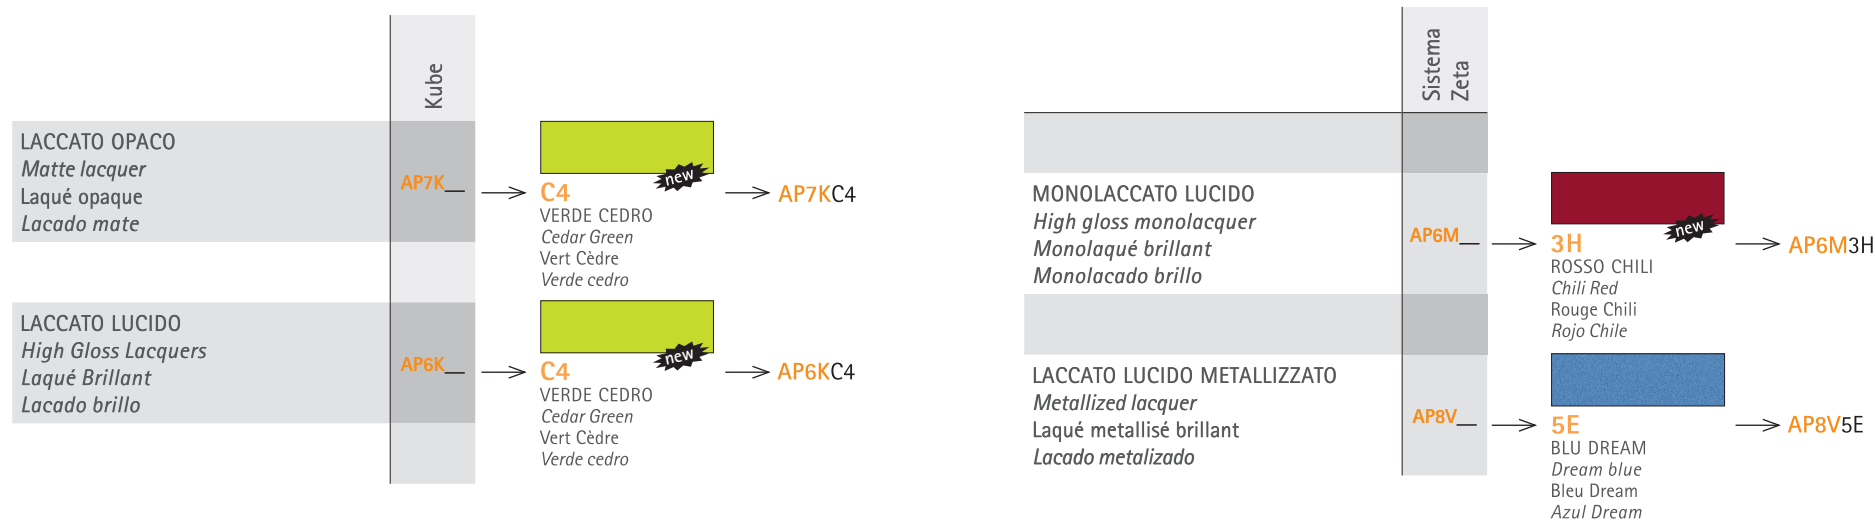 Kube
LACCATO OPACO
Matte lacquer
Laqué opaque
Lacado mate
AP7K__
new
C4
VERDE CEDRO
Cedar Green
Vert Cèdre
Verde cedro
AP7KC4
LACCATO LUCIDO
High Gloss Lacquers
Laqué Brillant
Lacado brillo
AP6K__
new
C4
VERDE CEDRO
Cedar Green
Vert Cèdre
Verde cedro
AP6KC4
Sistema
Zeta
MONOLACCATO LUCIDO
High gloss monolacquer
Monolaqué brillant
Monolacado brillo
AP6M__
new
3H
ROSSO CHILI
Chili Red
Rouge Chili
Rojo Chile
AP6M3H
LACCATO LUCIDO METALLIZZATO
Metallized lacquer
Laqué metallisé brillant
Lacado metalizado
AP8V__
5E
BLU DREAM
Dream blue
Bleu Dream
Azul Dream
AP8V5E